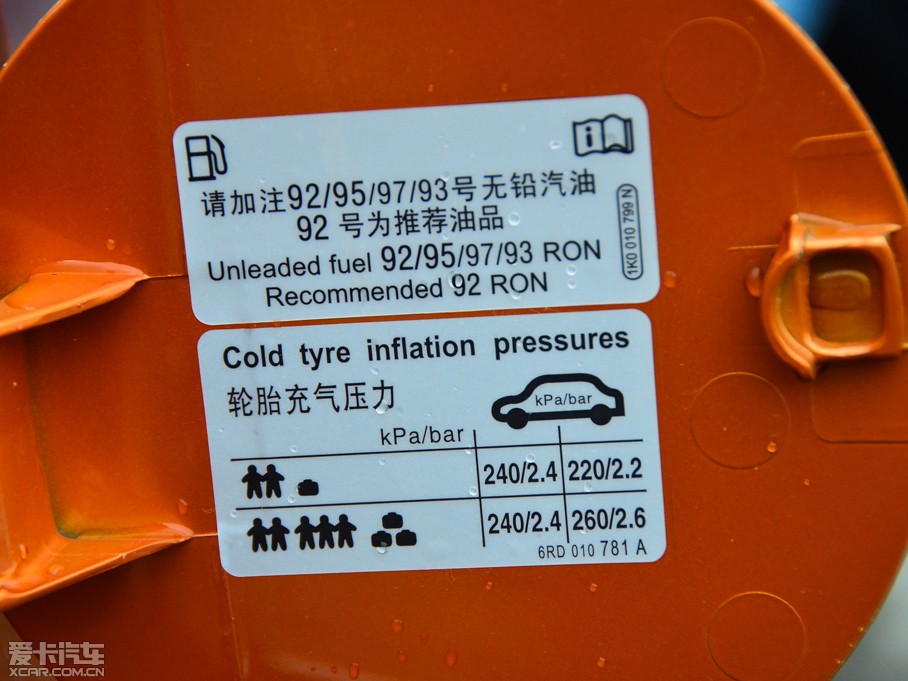 请加注92/95/97/93号无铅汽油
92 号为推荐油品
Unleaded fuel 92/95/97/93 RON
Recommended 92 RON
1K0 010 799 N
Cold tyre inflation pressures
轮胎充气压力
kPa/bar
kPa/bar
240/2.4 220/2.2
240/2.4 260/2.6
6RD 010 781 A
爱卡汽车
XCAR.COM.CN